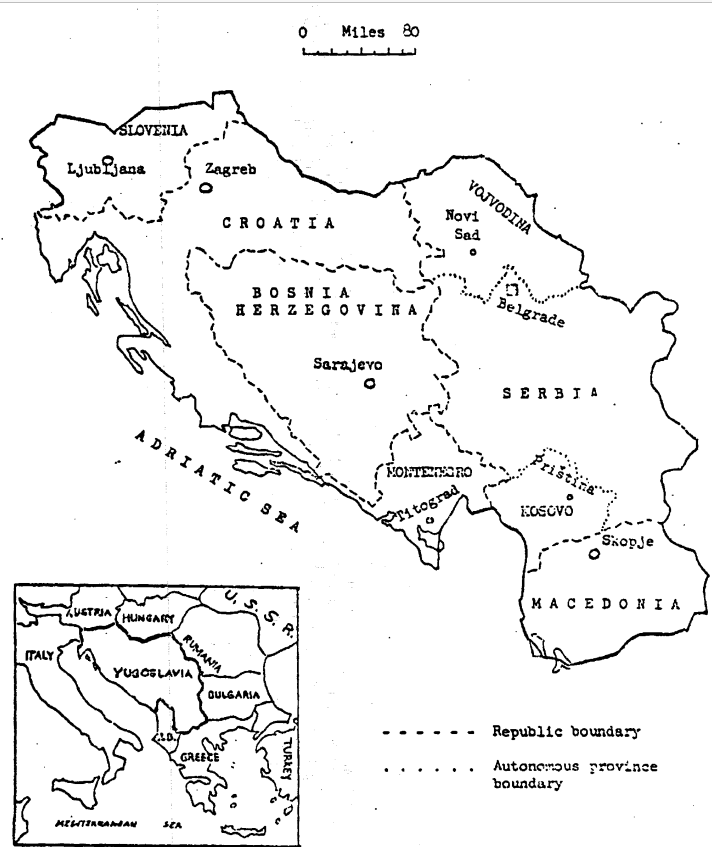 0 Miles 80
SLOVENIA
Ljubljana
Zagreb
CROATIA
VOJVODINA
Novi
Sad
Belgrade
BOSNIA
HERZEGOVINA
Sarajevo
SERBIA
ADRIATIC SEA
MONTENEGRO
Titograd
Priština
KOSOVO
Skopje
MACEDONIA
U.S.S.R.
AUSTRIA
HUNGARY
ITALY
RUMANIA
YUGOSLAVIA
BULGARIA
GREECE
TURKEY
SEA
Republic boundary
Autonomous province
boundary